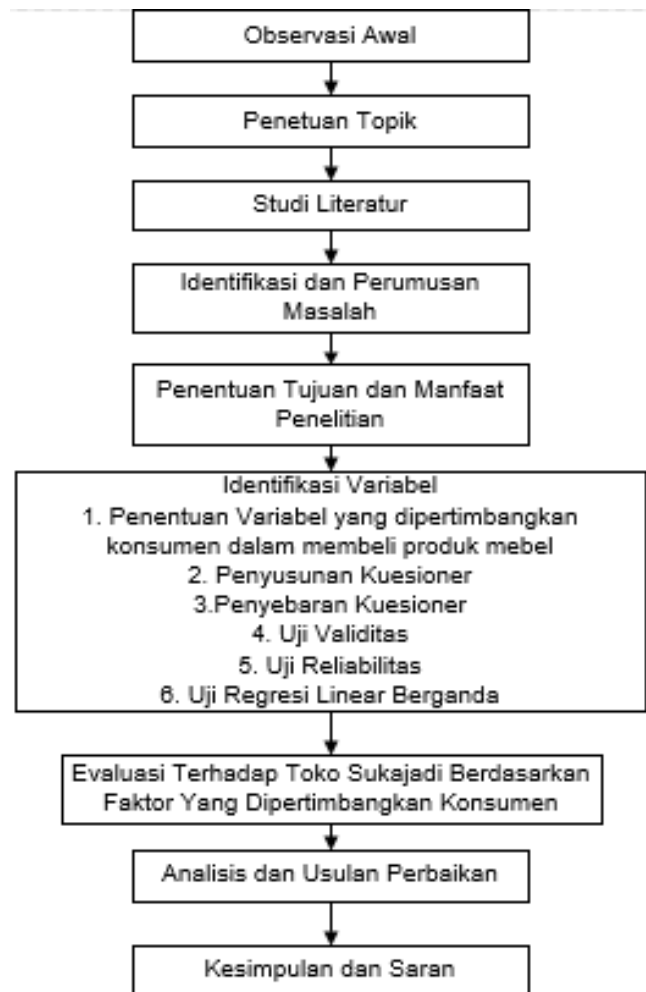 Observasi Awal
Penetuan Topik
Studi Literatur
Identifikasi dan Perumusan
Masalah
Penentuan Tujuan dan Manfaat
Penelitian
Identifikasi Variabel
1. Penentuan Variabel yang dipertimbangkan
konsumen dalam membeli produk mebel
2. Penyusunan Kuesioner
3.Penyebaran Kuesioner
4. Uji Validitas
5. Uji Reliabilitas
6. Uji Regresi Linear Berganda
Evaluasi Terhadap Toko Sukajadi Berdasarkan
Faktor Yang Dipertimbangkan Konsumen
Analisis dan Usulan Perbaikan
Kesimpulan dan Saran